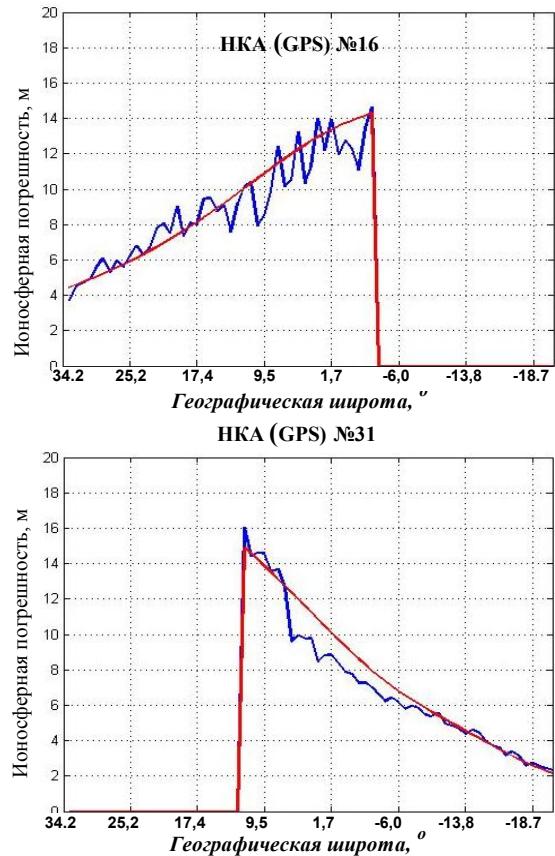 НКА (GPS) №16
Ионосферная погрешность, м
20
18
16
14
12
10
8
6
4
2
0
34.2 25,2 17,4 9,5 1,7 -6,0 -13,8 -18.7
Географическая широта, º
НКА (GPS) №31
Ионосферная погрешность, м
20
18
16
14
12
10
8
6
4
2
0
34.2 25,2 9,5 1,7 -6,0 -13,8 -18.7
Географическая широта, º